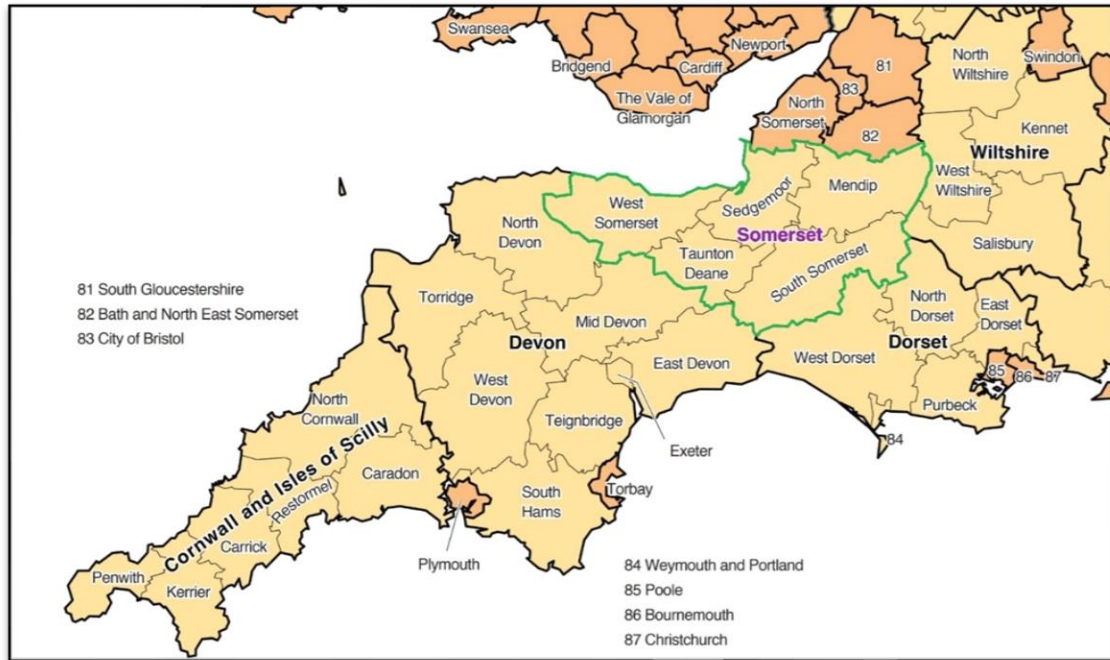 Swansea
Bridgend
Cardiff
Newport
The Vale of
Glamorgan
North
Somerset
81
83
82
North
Wiltshire
Swindon
Kennet
Wiltshire
West
Wiltshire
Salisbury
West
Somerset
Sedgemoor
Mendip
Somerset
Taunton
Deane
South Somerset
North
Devon
Torridge
Mid Devon
Devon
East Devon
West
Devon
Teignbridge
Exeter
Torbay
South
Hams
Plymouth
North
Dorset
East
Dorset
Dorset
West Dorset
Purbeck
85
86
87
84
81 South Gloucestershire
82 Bath and North East Somerset
83 City of Bristol
North
Cornwall
Cornwall and Isles of Scilly
Caradon
Restormel
Carrick
Penwith
Kerrier
84 Weymouth and Portland
85 Poole
86 Bournemouth
87 Christchurch